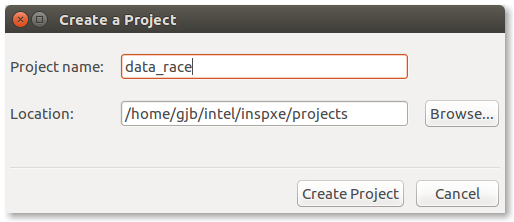 Create a Project
Project name: data_race
Location: /home/gjb/intel/inspxe/projects Browse...
Create Project Cancel